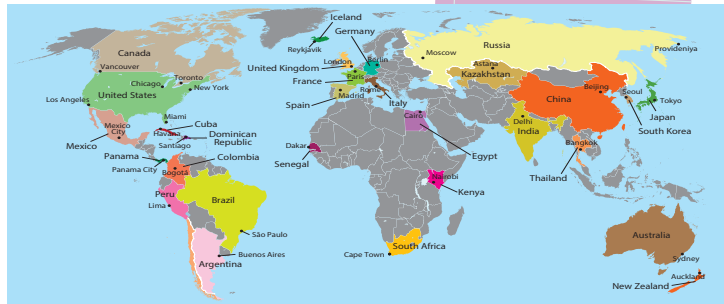 Iceland
Reykjavik
Germany
Canada
Vancouver
Chicago
Toronto
New York
United States
Los Angeles
Miami
Mexico City
Mexico
Havana
Cuba
Santiago
Dominican Republic
Panama
Panama City
Colombia
Bogotá
Peru
Lima
Brazil
São Paulo
Buenos Aires
Argentina
London
United Kingdom
Berlin
Paris
France
Madrid
Spain
Rome
Italy
Dakar
Senegal
Cairo
Egypt
Nairobi
Kenya
South Africa
Cape Town
Moscow
Russia
Provideniya
Astana
Kazakhstan
China
Beijing
Seoul
South Korea
Tokyo
Japan
Delhi
India
Bangkok
Thailand
Australia
Sydney
Auckland
New Zealand